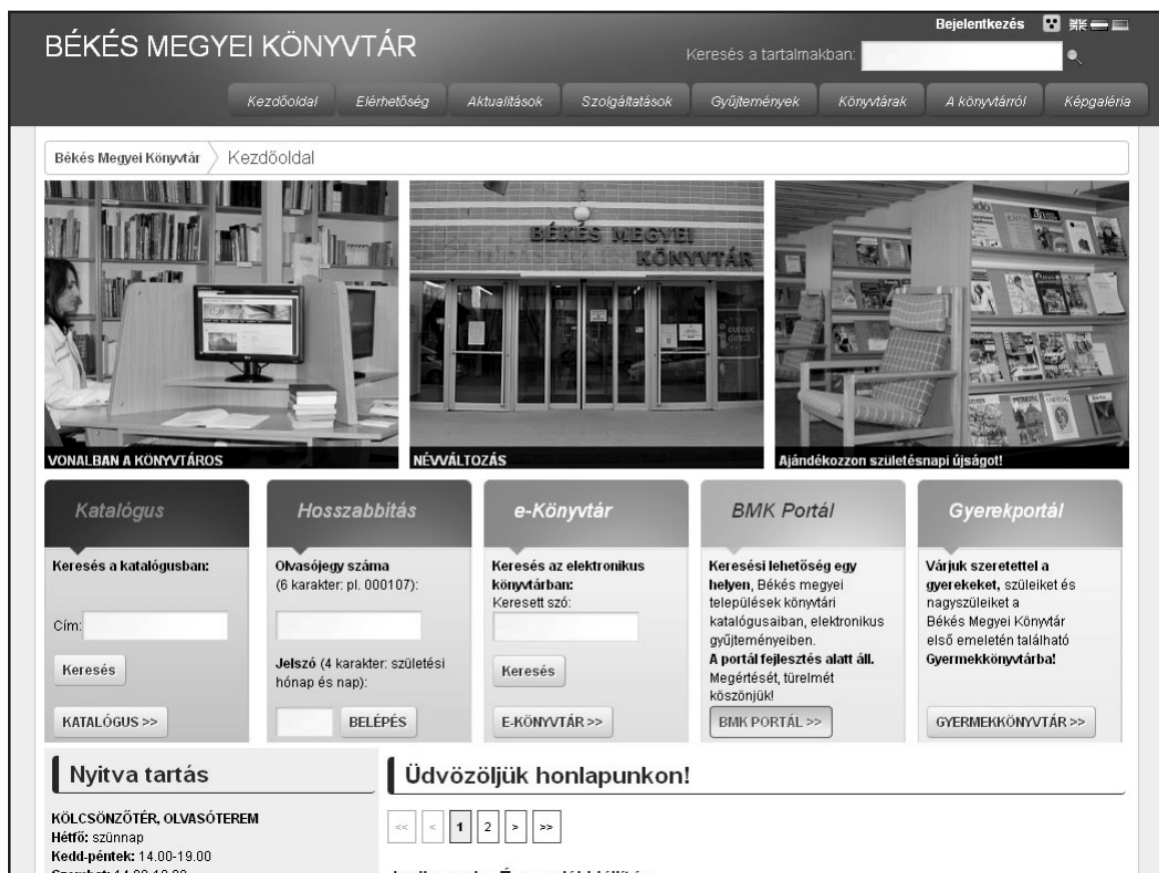 Bejelentkezés
BÉKÉS MEGYEI KÖNYVTÁR
Keresés a tartalmakban:
Kezdőoldal Elérhetőség Aktualitások Szolgáltatások Gyűjtemények Könyvtárak A könyvtárról Képgaléria
Békés Megyei Könyvtár Kezdőoldal
BÉKÉS MEGYEI
KÖNYVTÁR
europe
direct
VONALBAN A KÖNYVTÁROS
NÉVVÁLTOZÁS
Ajándékozzon születésnapi újságot!
Katalógus
Keresés a katalógusban:
Cím:
Keresés
KATALÓGUS >>
Hosszabbítás
Olvasójegy száma
(6 karakter: pl. 000107):
Jelszó (4 karakter: születési
hónap és nap):
BELÉPÉS
e-Könyvtár
Keresés az elektronikus
könyvtárban:
Keresett szó:
Keresés
E-KÖNYVTÁR >>
BMK Portál
Keresési lehetőség egy
helyen, Békés megyei
települések könyvtári
katalógusaiban, elektronikus
gyűjteményeiben.
A portál fejlesztés alatt áll.
Megértését, türelmét
köszönjük!
BMK PORTÁL >>
Gyerekportál
Várjuk szeretettel a
gyerekeket, szüleiket és
nagyszüleiket a
Békés Megyei Könyvtár
első emeletén található
Gyermekkönyvtárba!
GYERMEKKÖNYVTÁR >>
Nyitva tartás
KÖLCSÖNZŐTÉR, OLVASÓTEREM
Hétfő: szünnap
Kedd-péntek: 14.00-19.00
Üdvözöljük honlapunkon!
<< < 1 2 > >>